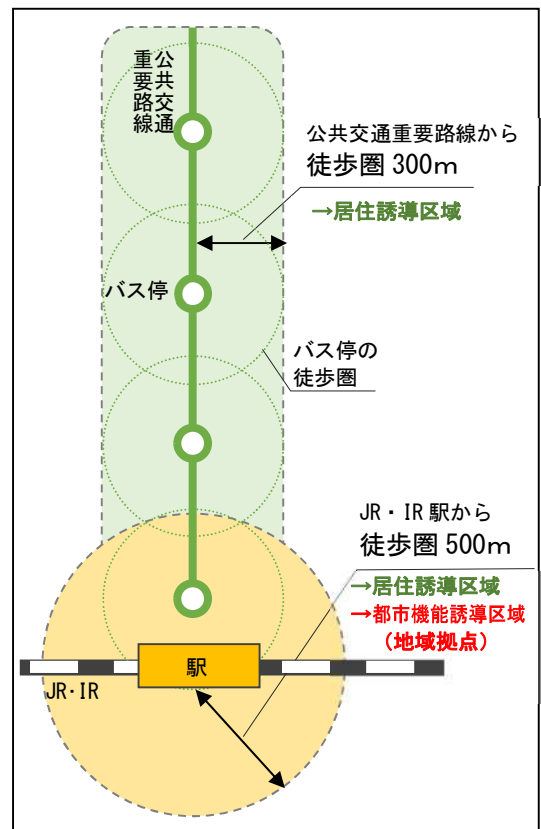 公共交通
重要路線
公共交通重要路線から
徒歩圏 300ｍ
→居住誘導区域
バス停
バス停の
徒歩圏
JR・IR 駅から
徒歩圏 500ｍ
→居住誘導区域
→都市機能誘導区域
（地域拠点）
駅
JR・IR